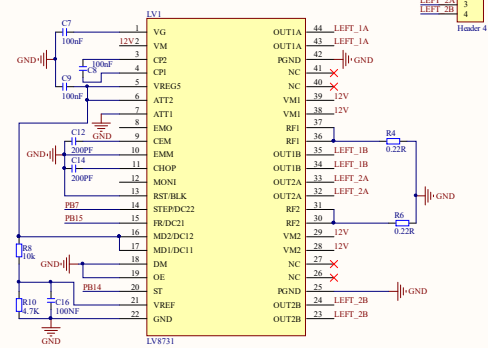 LEFT_2A
LEFT_2B
3
4
Header 4
C7
100nF
GND
C8
100nF
C9
100nF
12V2
GND
C12
200PF
GND
C14
200PF
PB7
PB15
R8
10k
GND
PB14
R10
4.7K
C16
100NF
GND
LV1
1 VG OUT1A 44 LEFT_1A
2 VM OUT1A 43 LEFT_1A
3 CP2 PGND 42 GND
4 CP1 NC 41
5 VREG5 NC 40
6 ATT2 VM1 39 12V
7 ATT1 VM1 38 12V
8 EMO RF1 37
9 CEM RF1 36
10 EMM OUT1B 35 LEFT_1B
11 CHOP OUT1B 34 LEFT_1B
12 MONI OUT2A 33 LEFT_2A
13 RST/BLK OUT2A 32 LEFT_2A
14 STEP/DC22 RF2 31
15 FR/DC21 RF2 30
16 MD2/DC12 VM2 29 12V
17 MD1/DC11 VM2 28 12V
18 DM NC 27
19 OE NC 26
20 ST PGND 25 GND
21 VREF OUT2B 24 LEFT_2B
22 GND OUT2B 23 LEFT_2B
LV8731
R4
0.22R
GND
R6
0.22R